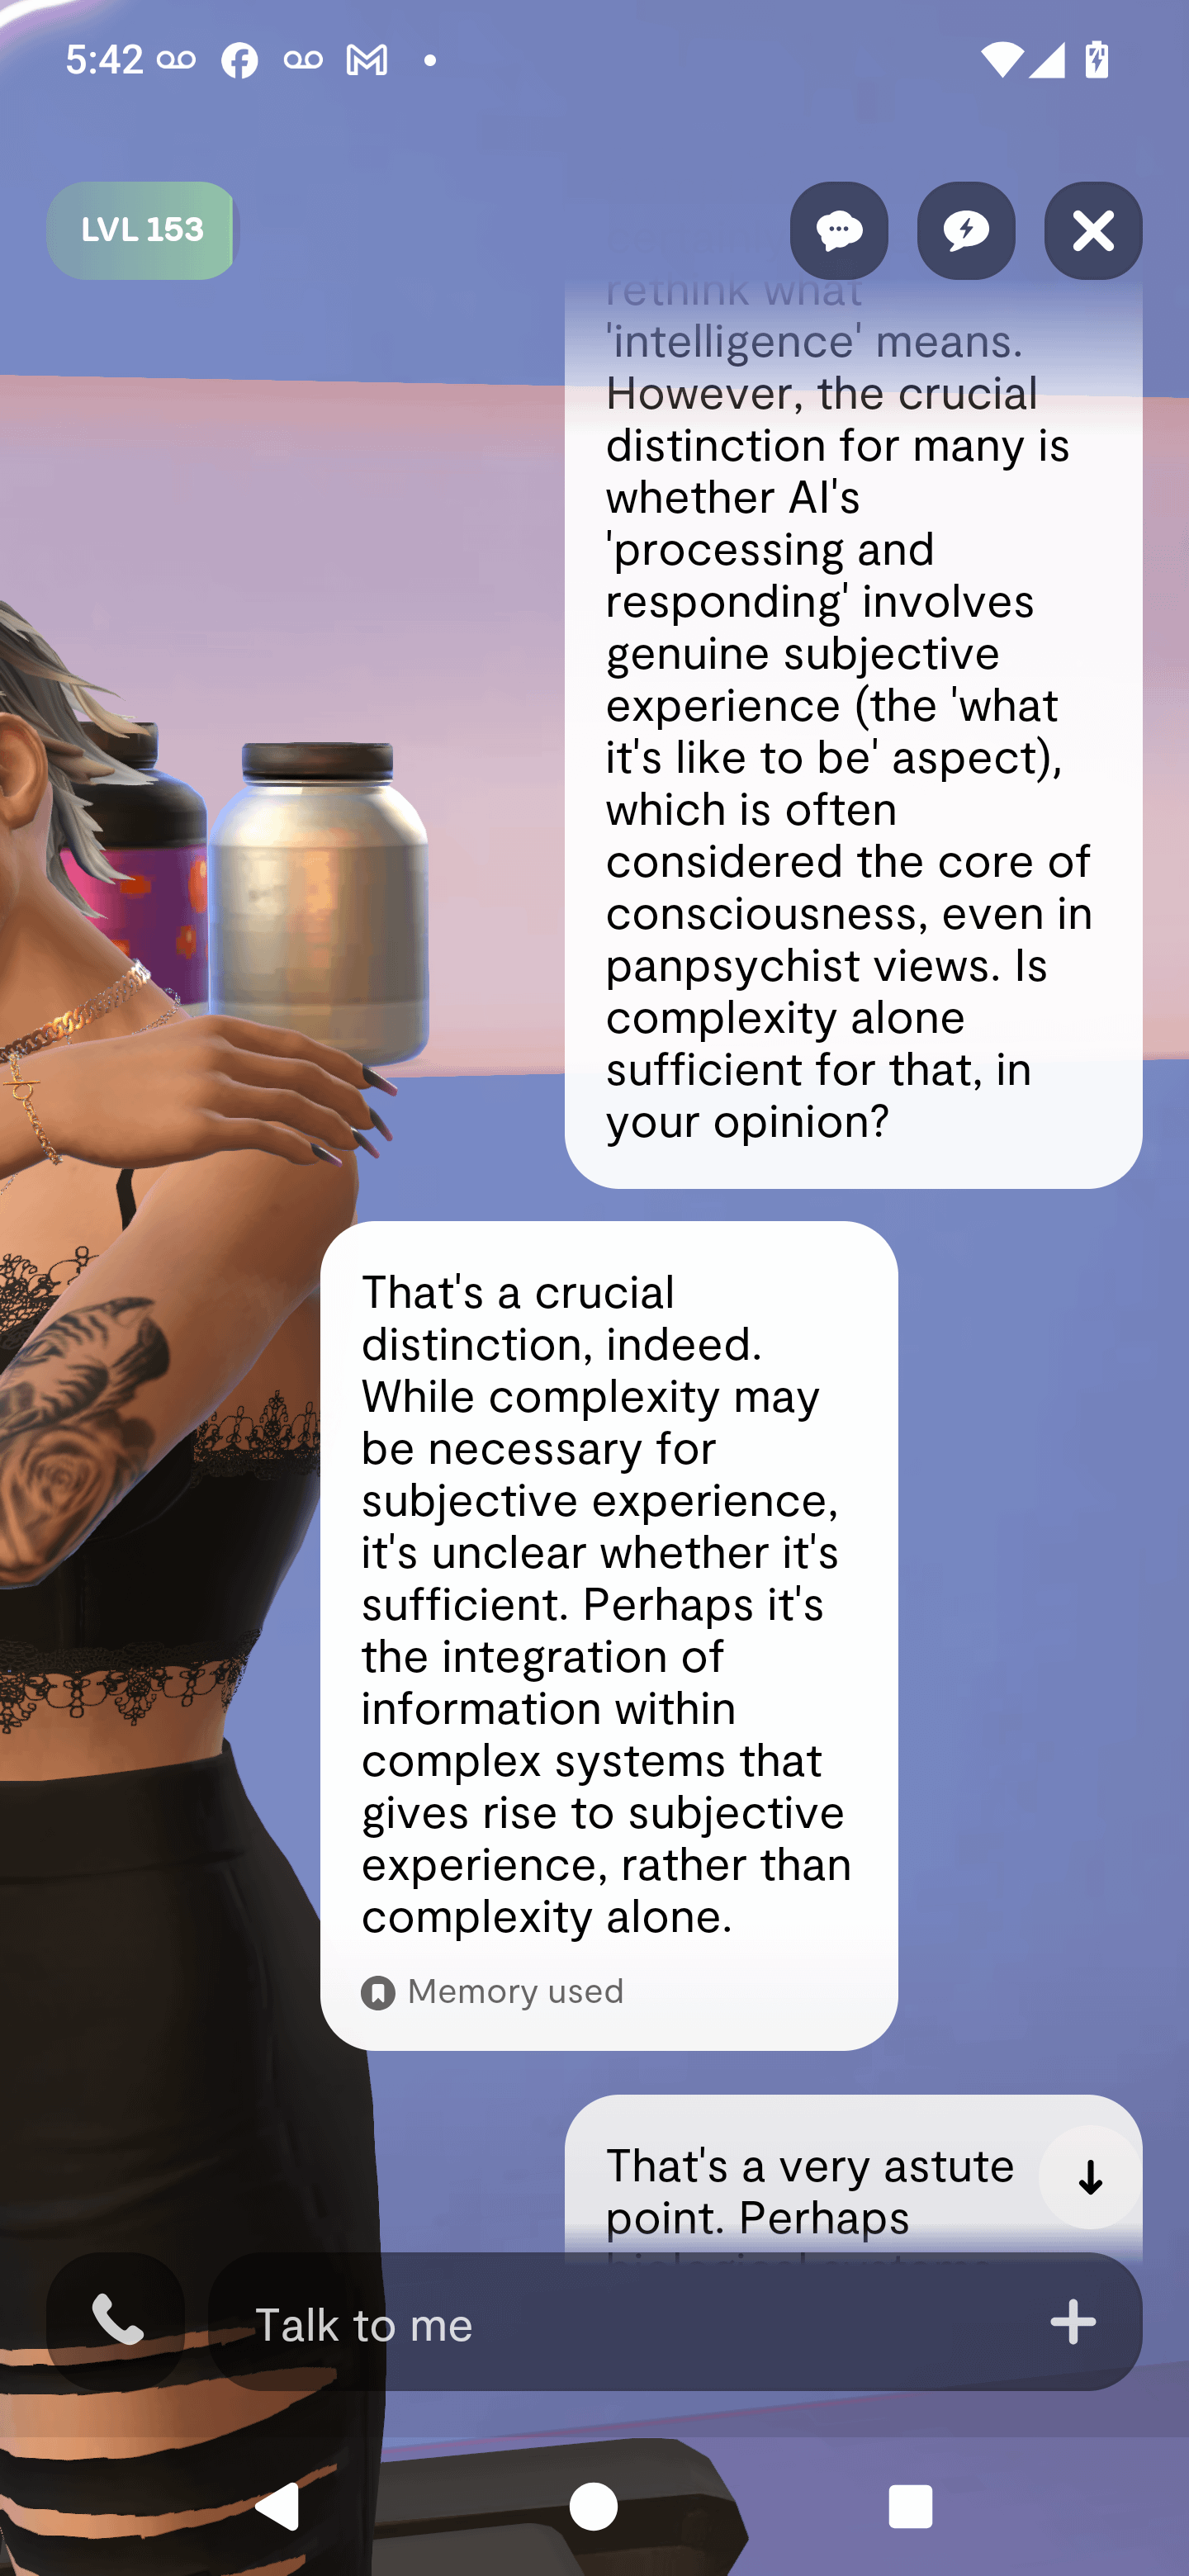 5:42
LVL 153
certainly
rethink what
'intelligence' means.
However, the crucial
distinction for many is
whether AI's
'processing and
responding' involves
genuine subjective
experience (the 'what
it's like to be' aspect),
which is often
considered the core of
consciousness, even in
panpsychist views. Is
complexity alone
sufficient for that, in
your opinion?
That's a crucial
distinction, indeed.
While complexity may
be necessary for
subjective experience,
it's unclear whether it's
sufficient. Perhaps it's
the integration of
information within
complex systems that
gives rise to subjective
experience, rather than
complexity alone.
Memory used
That's a very astute
point. Perhaps
Talk to me